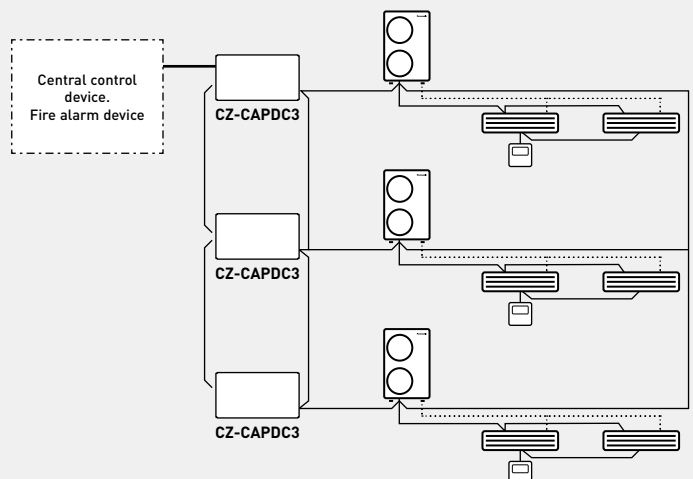 Central control
device.
Fire alarm device
CZ-CAPDC3
CZ-CAPDC3
CZ-CAPDC3